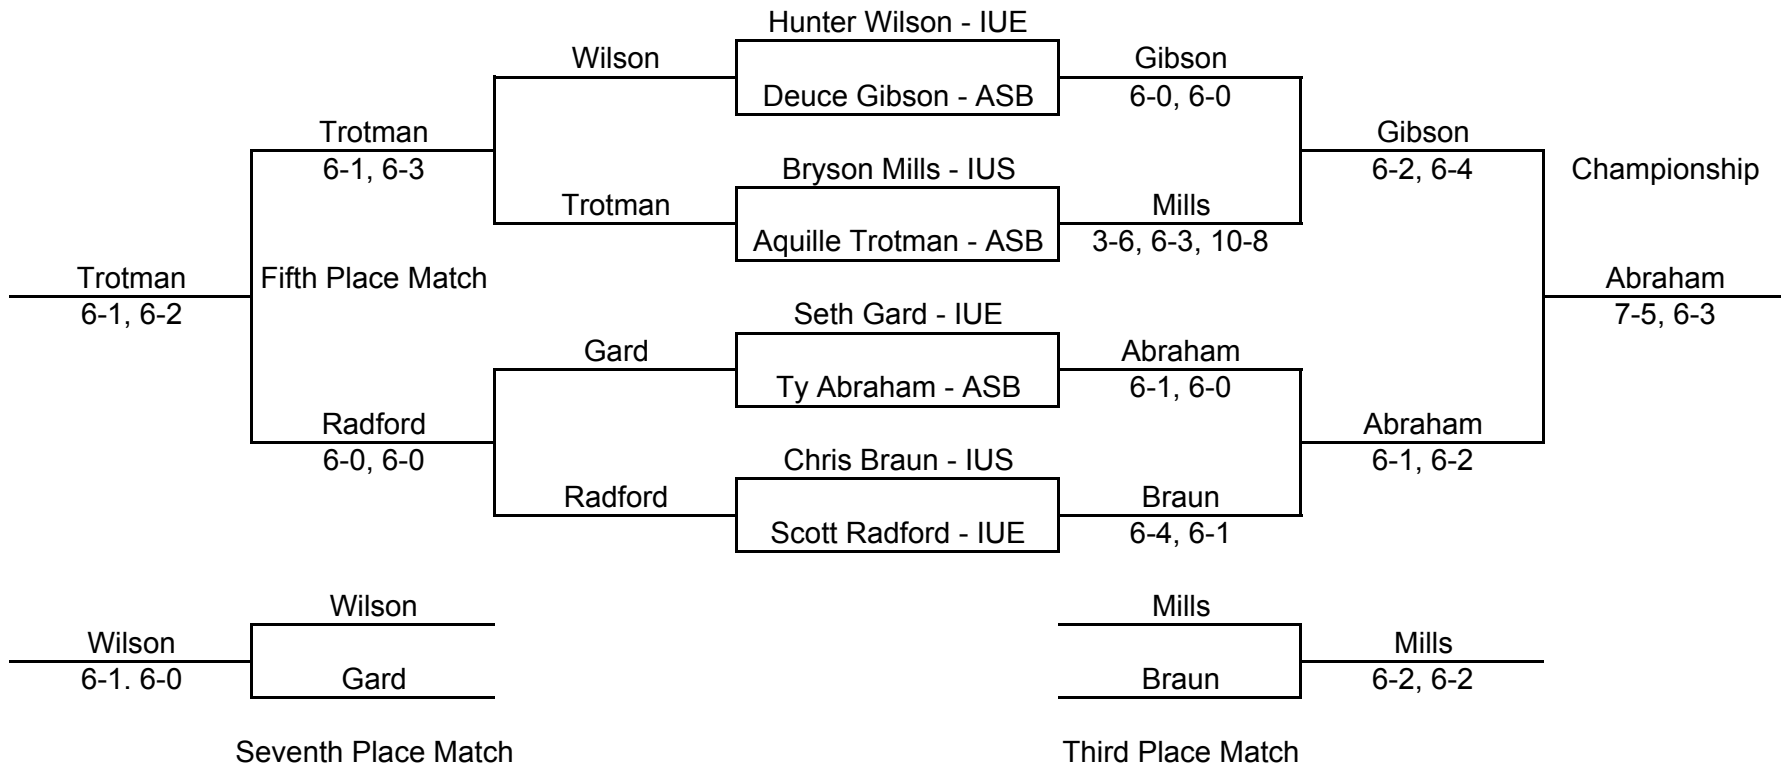 Hunter Wilson - IUE
Wilson
Gibson
Deuce Gibson - ASB
6-0, 6-0
Trotman
Gibson
6-1, 6-3
Bryson Mills - IUS
6-2, 6-4
Championship
Trotman
Mills
Aquille Trotman - ASB
3-6, 6-3, 10-8
Trotman
Fifth Place Match
Abraham
6-1, 6-2
Seth Gard - IUE
7-5, 6-3
Gard
Abraham
Ty Abraham - ASB
6-1, 6-0
Radford
Abraham
6-0, 6-0
Chris Braun - IUS
6-1, 6-2
Radford
Braun
Scott Radford - IUE
6-4, 6-1
Wilson
Mills
Wilson
Mills
6-1. 6-0
Gard
Braun
6-2, 6-2
Seventh Place Match
Third Place Match